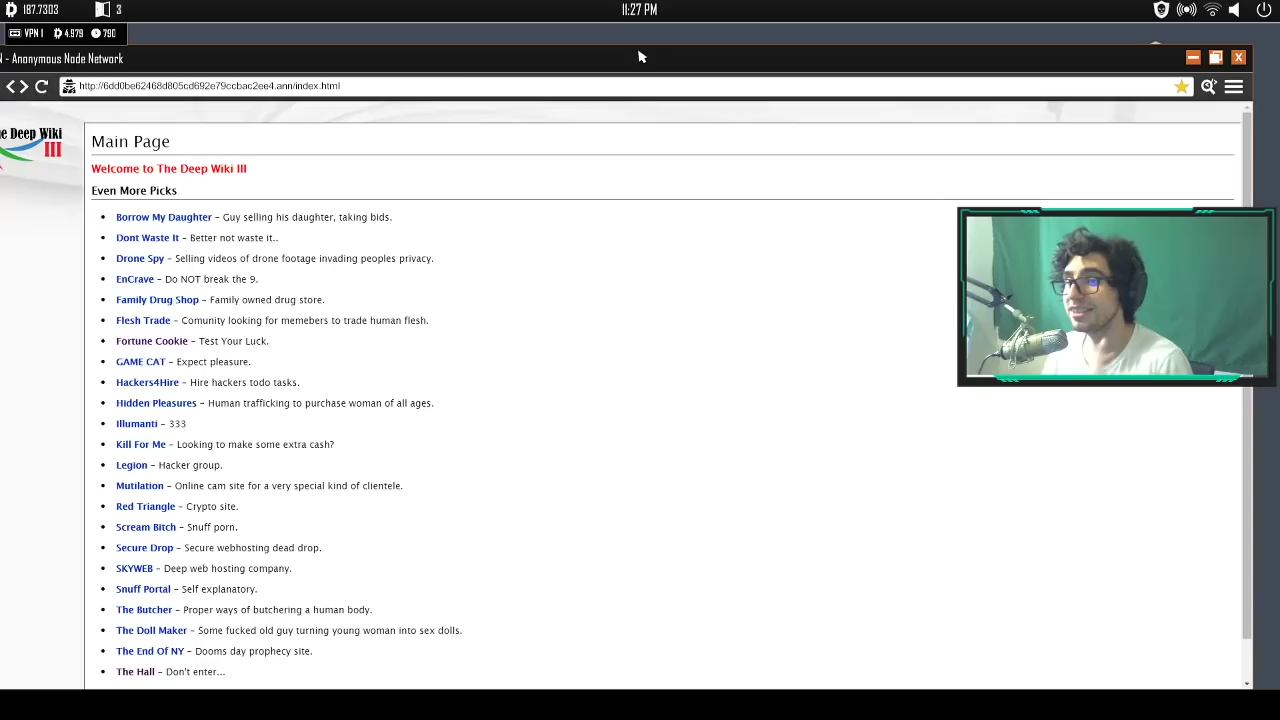 187.7303
3
11:27 PM
VPN 1 4.979 790
N - Anonymous Node Network
http://6dd0be62468d805cd692e79ccbac2ee4.ann/index.html
he Deep Wiki
III
Main Page
Welcome to The Deep Wiki III
Even More Picks
Borrow My Daughter - Guy selling his daughter, taking bids.
Dont Waste It - Better not waste it..
Drone Spy - Selling videos of drone footage invading peoples privacy.
EnCrave - Do NOT break the 9.
Family Drug Shop - Family owned drug store.
Flesh Trade - Comunity looking for memebers to trade human flesh.
Fortune Cookie - Test Your Luck.
GAME CAT - Expect pleasure.
Hackers4Hire - Hire hackers todo tasks.
Hidden Pleasures - Human trafficking to purchase woman of all ages.
Illumanti - 333
Kill For Me - Looking to make some extra cash?
Legion - Hacker group.
Mutilation - Online cam site for a very special kind of clientele.
Red Triangle - Crypto site.
Scream Bitch - Snuff porn.
Secure Drop - Secure webhosting dead drop.
SKYWEB - Deep web hosting company.
Snuff Portal - Self explanatory.
The Butcher - Proper ways of butchering a human body.
The Doll Maker - Some fucked old guy turning young woman into sex dolls.
The End Of NY - Dooms day prophecy site.
The Hall - Don't enter...